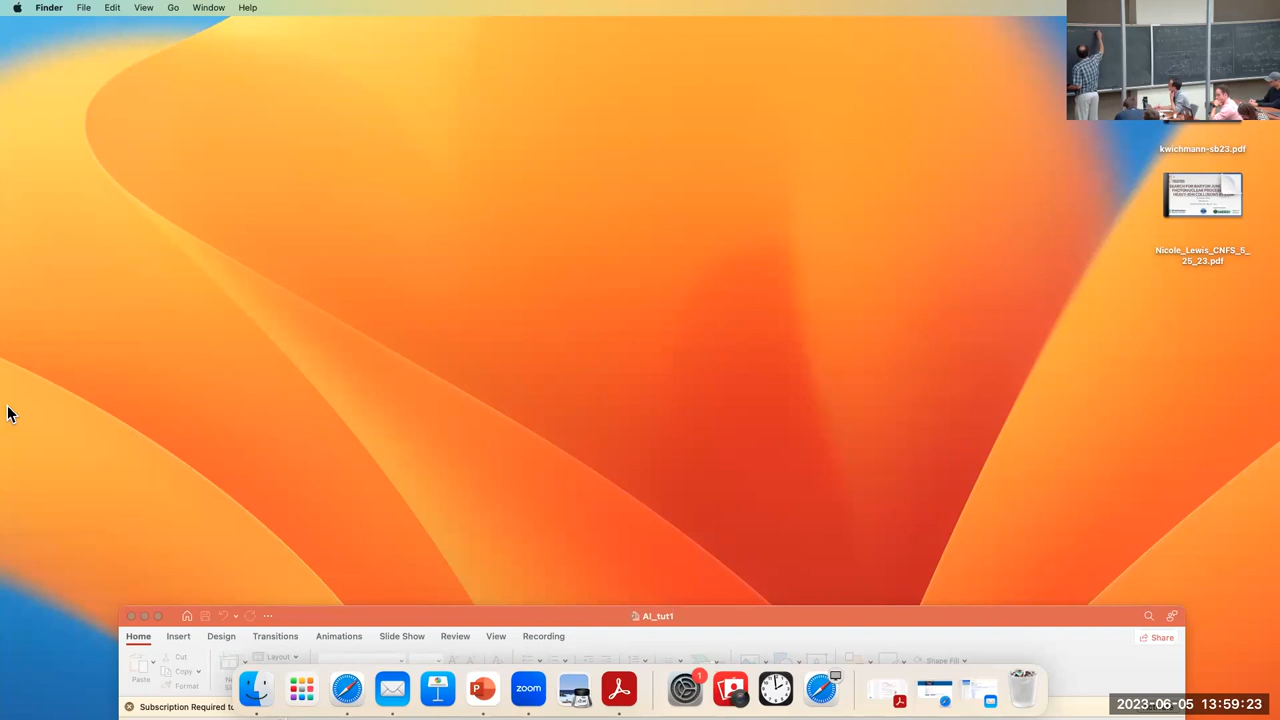 Finder File Edit View Go Window Help
kwichmann-sb23.pdf
Nicole_Lewis_CNFS_5_
25_23.pdf
AI_tut1
Home Insert Design Transitions Animations Slide Show Review View Recording
Share
Cut
Layout
Copy
Paste
Format
Shape Fill
zoom
1
Subscription Required
2023-06-05 13:59:23